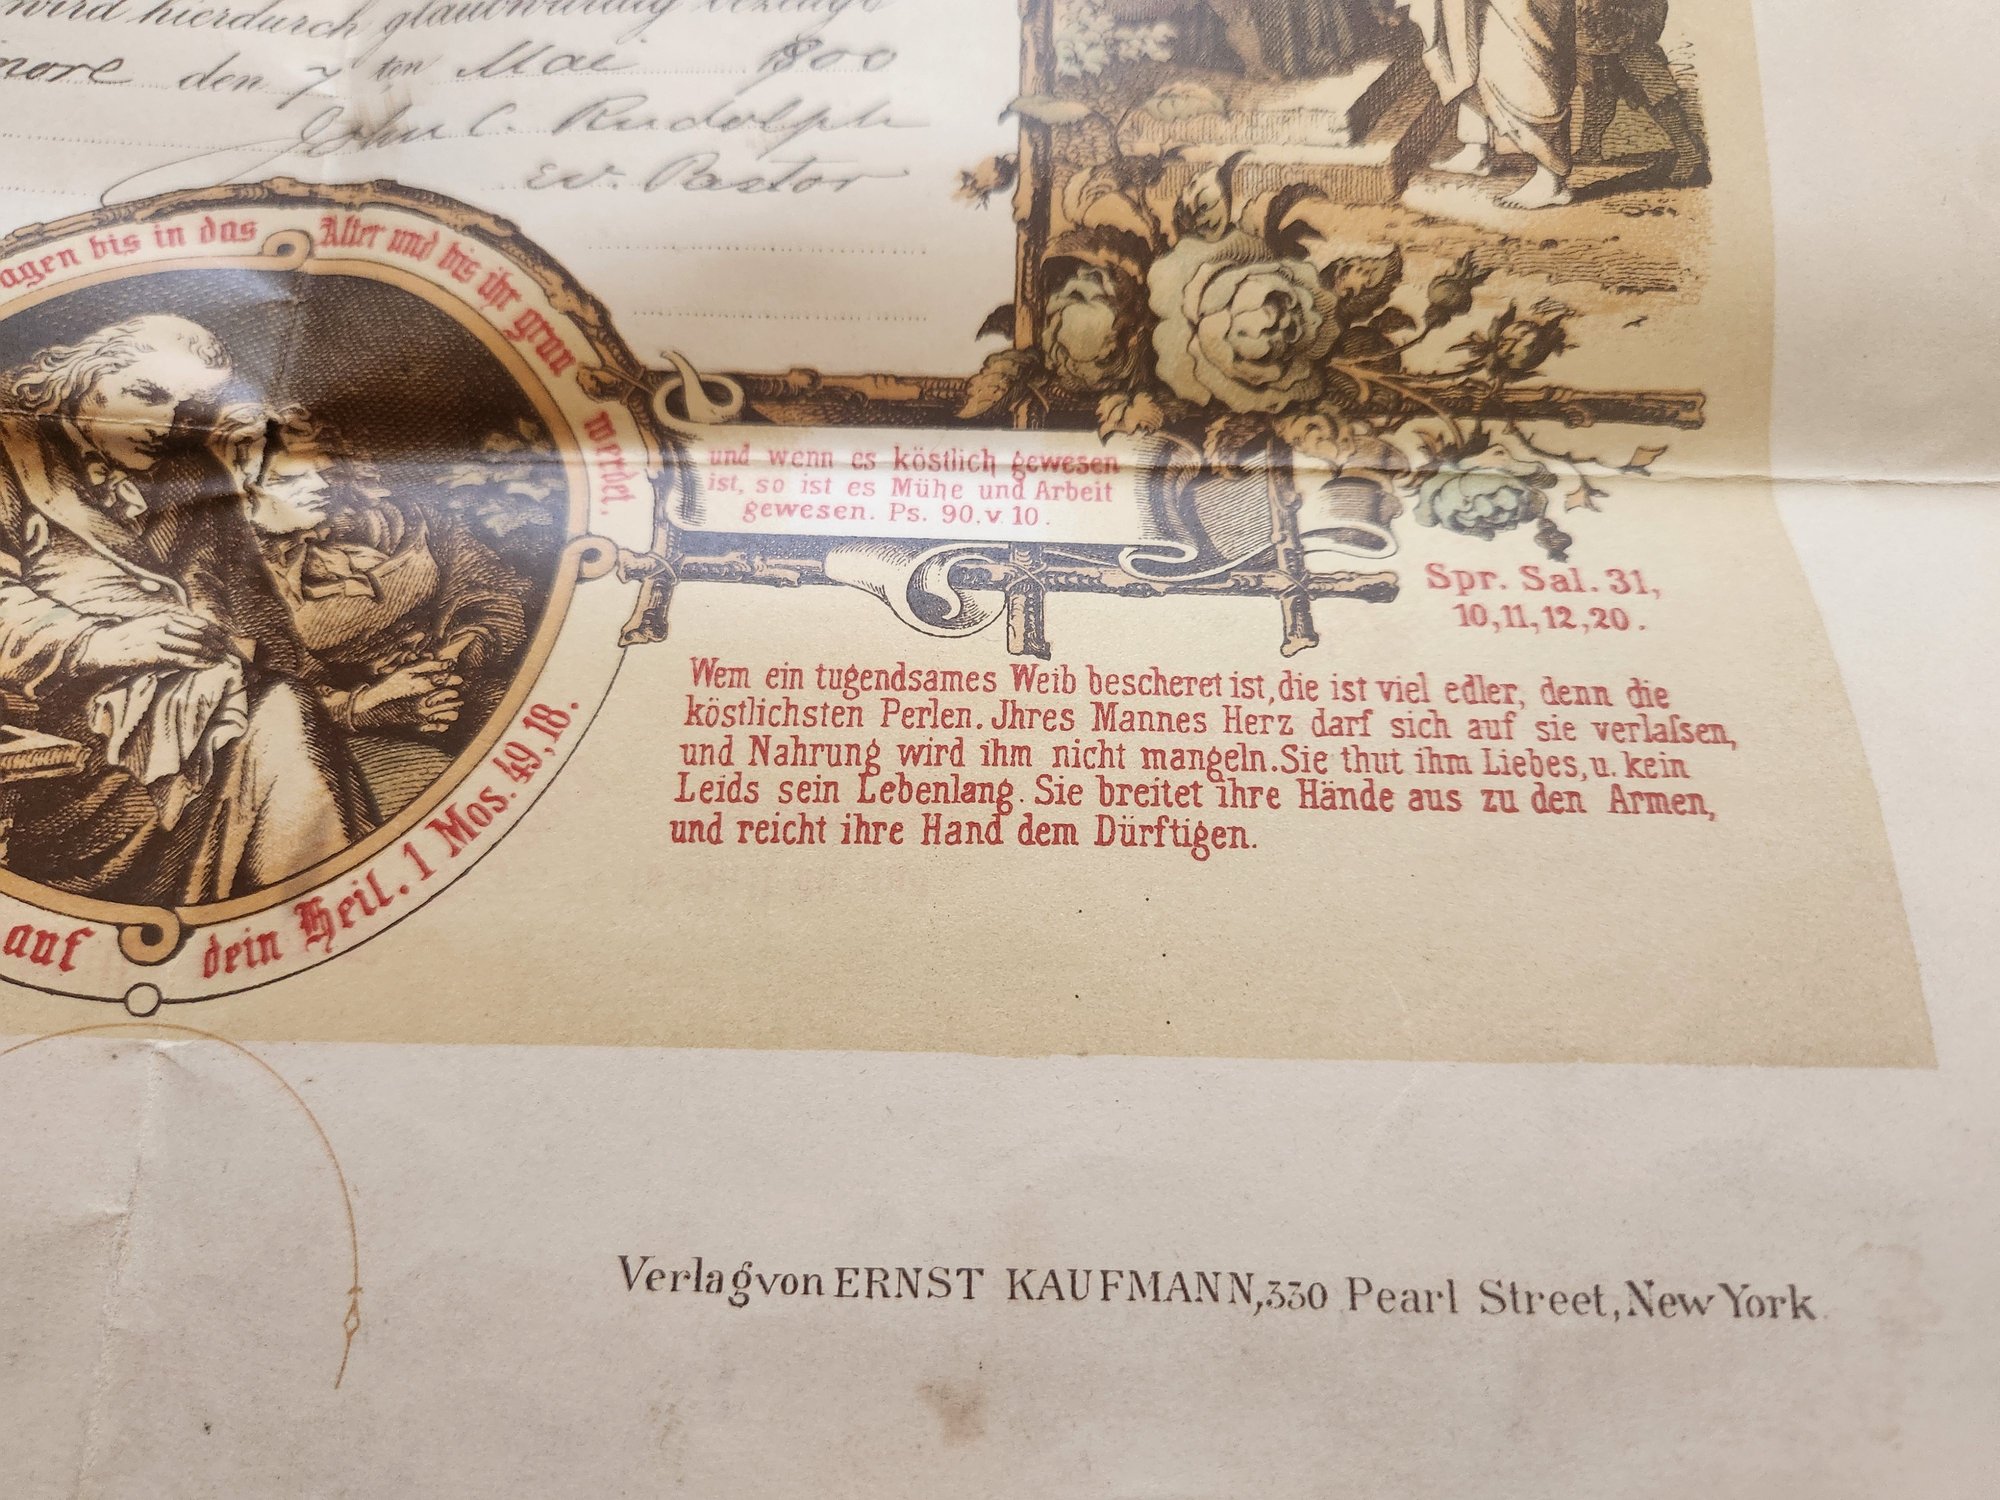 wird hierdurch glaubwürdig bezeugt
more den 7ten Mai 1800
John C. Rudolph
ev. Pastor
agen bis in das Alter und bis ihr grau werdet.
und wenn es köstlich gewesen
ist, so ist es Mühe und Arbeit
gewesen. Ps. 90. v. 10.
Spr. Sal. 31,
10,11,12,20.
Wem ein tugendsames Weib bescheret ist, die ist viel edler, denn die
köstlichsten Perlen. Jhres Mannes Herz darf sich auf sie verlaſsen,
und Nahrung wird ihm nicht mangeln. Sie thut ihm Liebes, u. kein
Leids sein Lebenlang. Sie breitet ihre Hände aus zu den Armen,
und reicht ihre Hand dem Dürftigen.
auf dein Heil. 1 Mos. 49, 18.
Verlag von ERNST KAUFMANN, 330 Pearl Street, New York.